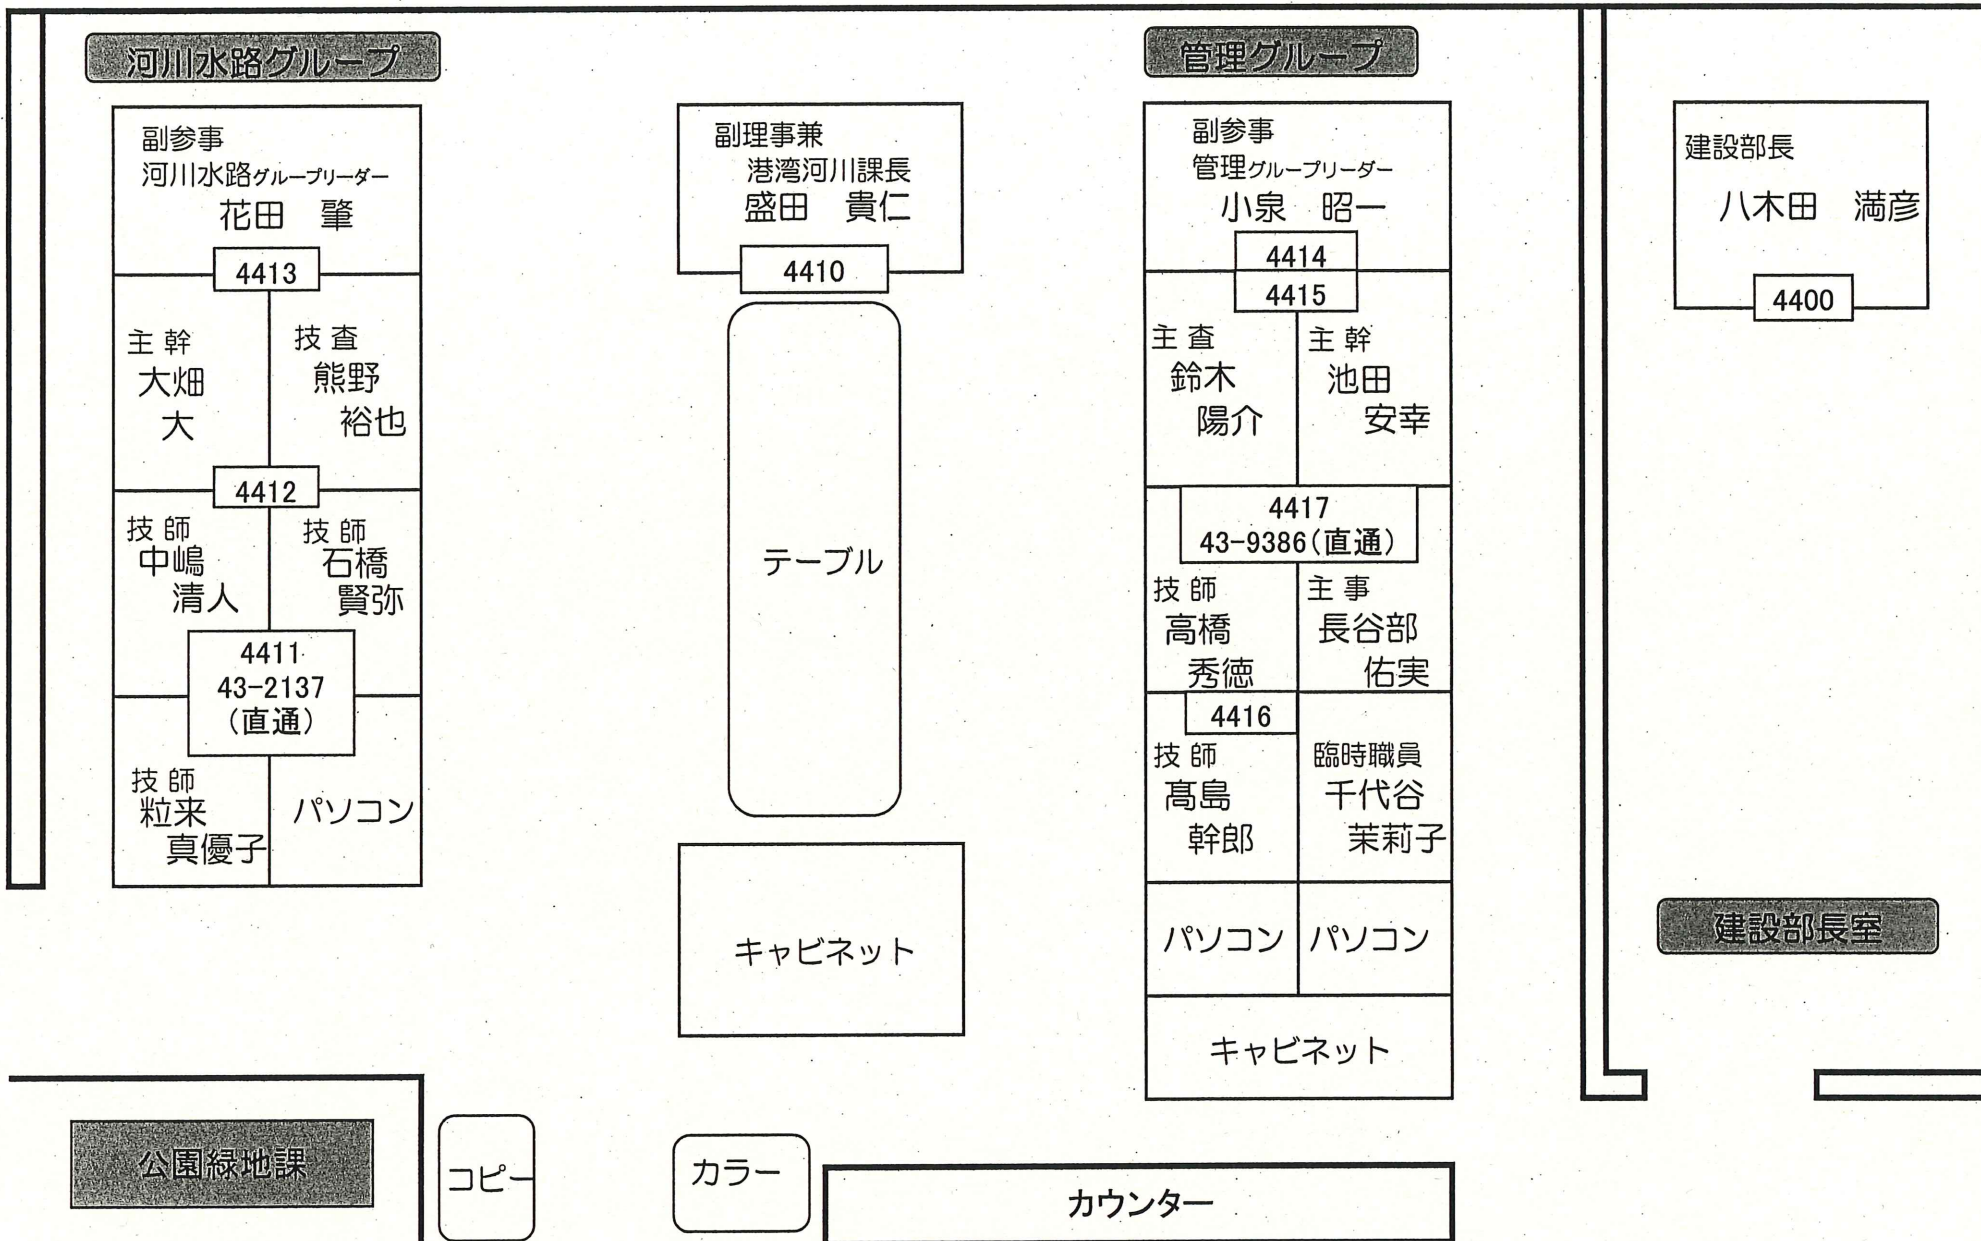 河川水路グループ
副参事
河川水路グループリーダー
花田 肇
4413
主幹
大畑
大
技査
熊野
裕也
4412
技師
中嶋
清人
技師
石橋
賢弥
4411
43-2137
(直通)
技師
粒来
真優子
パソコン
副理事兼
港湾河川課長
盛田 貴仁
4410
テーブル
キャビネット
管理グループ
副参事
管理グループリーダー
小泉 昭一
4414
4415
主査
鈴木
陽介
主幹
池田
安幸
4417
43-9386(直通)
技師
高橋
秀徳
主事
長谷部
佑実
4416
技師
髙島
幹郎
臨時職員
千代谷
茉莉子
パソコン
パソコン
キャビネット
建設部長
八木田 満彦
4400
建設部長室
公園緑地課
コピー
カラー
カウンター